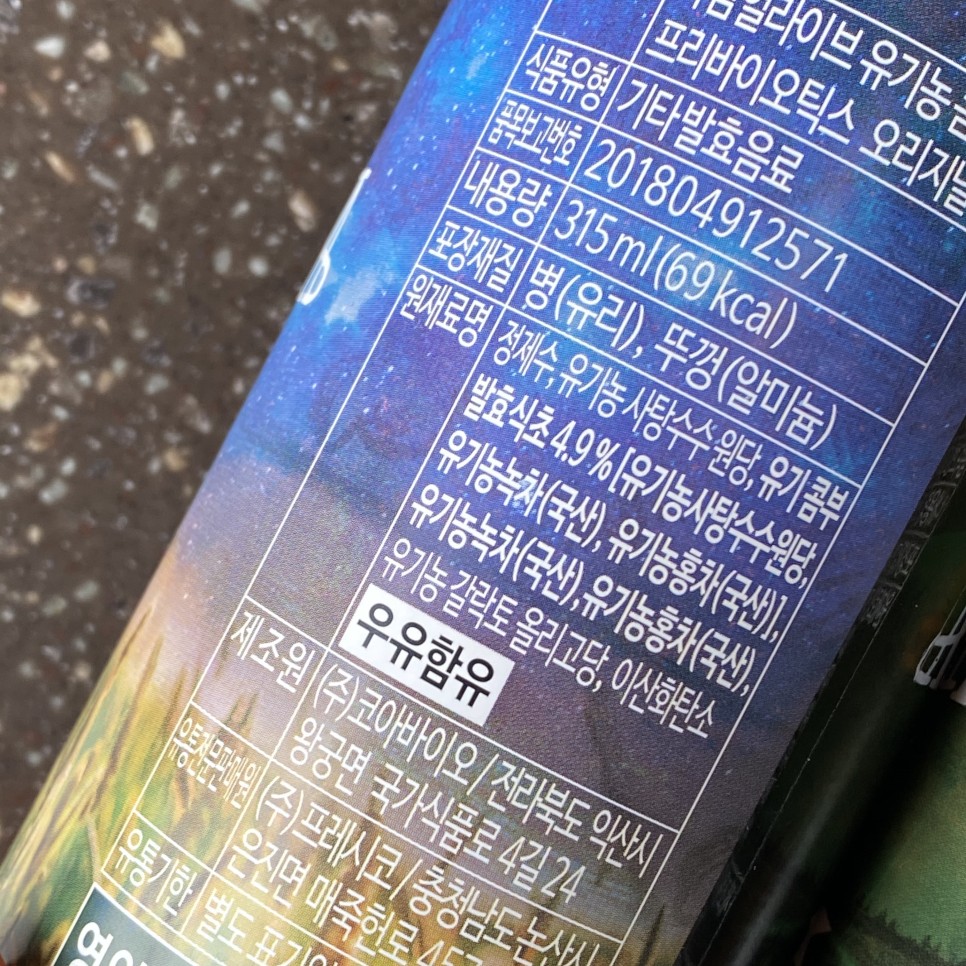 유기농
프리바이오틱스 오리지널
식품유형 기타발효음료
품목보고번호 201804912571
내용량 315ml(69kcal)
포장재질 병(유리), 뚜껑(알미늄)
원재료명 정제수,유기농 사탕수수원당, 유기콤부
발효식초 4.9%[유기농사탕수수원당,
유기농녹차(국산), 유기농홍차(국산)],
유기농녹차(국산),유기농홍차(국산),
유기농 갈락토 올리고당, 이산화탄소
우유함유
제조원 (주)코아바이오/전라북도 익산시
왕궁면 국가식품로 4길 24
유통전문판매원 (주)프레시코/충청남도 논산시
은진면 매죽헌로
유통기한 별도